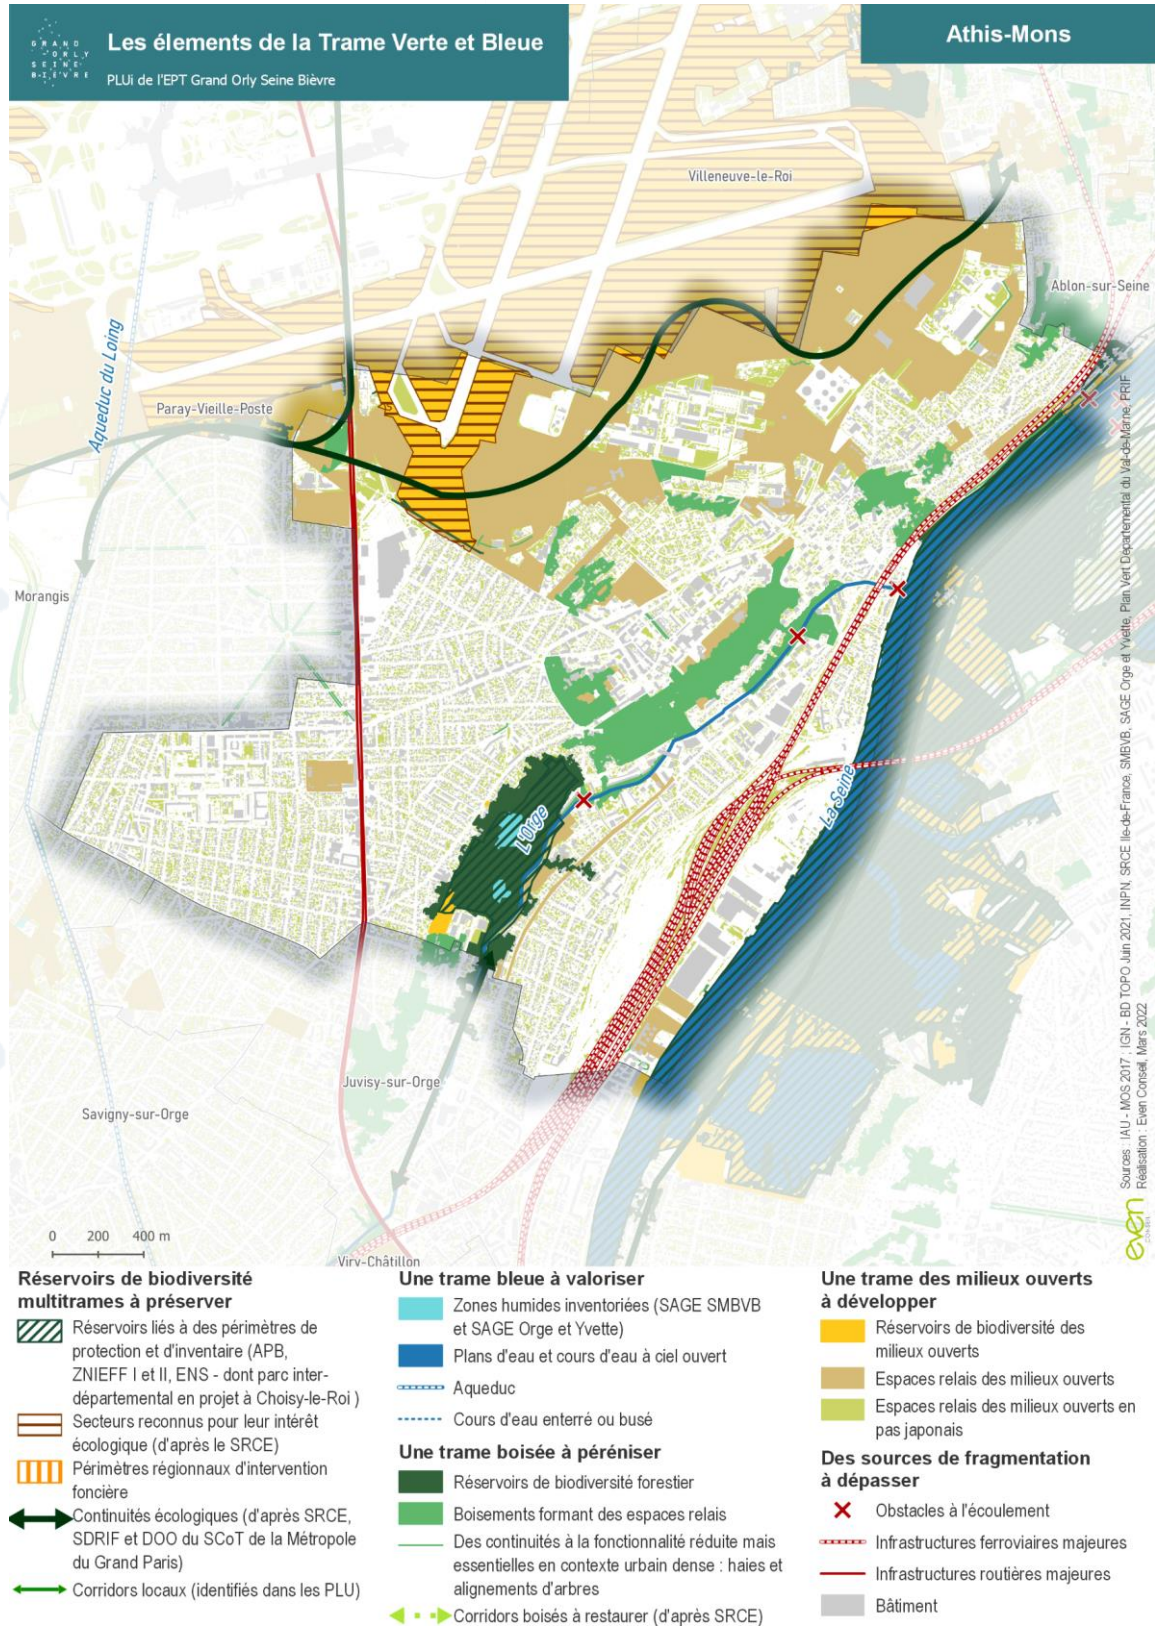 GRAND
ORLY
SEINE
BIÈVRE
Les élements de la Trame Verte et Bleue
PLUi de l'EPT Grand Orly Seine Bièvre
Athis-Mons
Villeneuve-le-Roi
Ablon-sur-Seine
Aqueduc du Loing
Paray-Vieille-Poste
Morangis
L'Orge
La Seine
Juvisy-sur-Orge
Savigny-sur-Orge
Viry-Châtillon
0 200 400 m
Sources : IAU - MOS 2017 ; IGN - BD TOPO Juin 2021, INPN, SRCE Ile-de-France, SMBVB, SAGE Orge et Yvette, Plan Vert Départemental du Val-de-Marne, PRIF
Réalisation : Even Conseil, Mars 2022
even
Réservoirs de biodiversité
multitrames à préserver
Réservoirs liés à des périmètres de
protection et d'inventaire (APB,
ZNIEFF I et II, ENS - dont parc inter-
départemental en projet à Choisy-le-Roi )
Secteurs reconnus pour leur intérêt
écologique (d'après le SRCE)
Périmètres régionnaux d'intervention
foncière
Continuités écologiques (d'après SRCE,
SDRIF et DOO du SCoT de la Métropole
du Grand Paris)
Corridors locaux (identifiés dans les PLU)
Une trame bleue à valoriser
Zones humides inventoriées (SAGE SMBVB
et SAGE Orge et Yvette)
Plans d'eau et cours d'eau à ciel ouvert
Aqueduc
Cours d'eau enterré ou busé
Une trame boisée à péréniser
Réservoirs de biodiversité forestier
Boisements formant des espaces relais
Des continuités à la fonctionnalité réduite mais
essentielles en contexte urbain dense : haies et
alignements d'arbres
Corridors boisés à restaurer (d'après SRCE)
Une trame des milieux ouverts
à développer
Réservoirs de biodiversité des
milieux ouverts
Espaces relais des milieux ouverts
Espaces relais des milieux ouverts en
pas japonais
Des sources de fragmentation
à dépasser
Obstacles à l'écoulement
Infrastructures ferroviaires majeures
Infrastructures routières majeures
Bâtiment